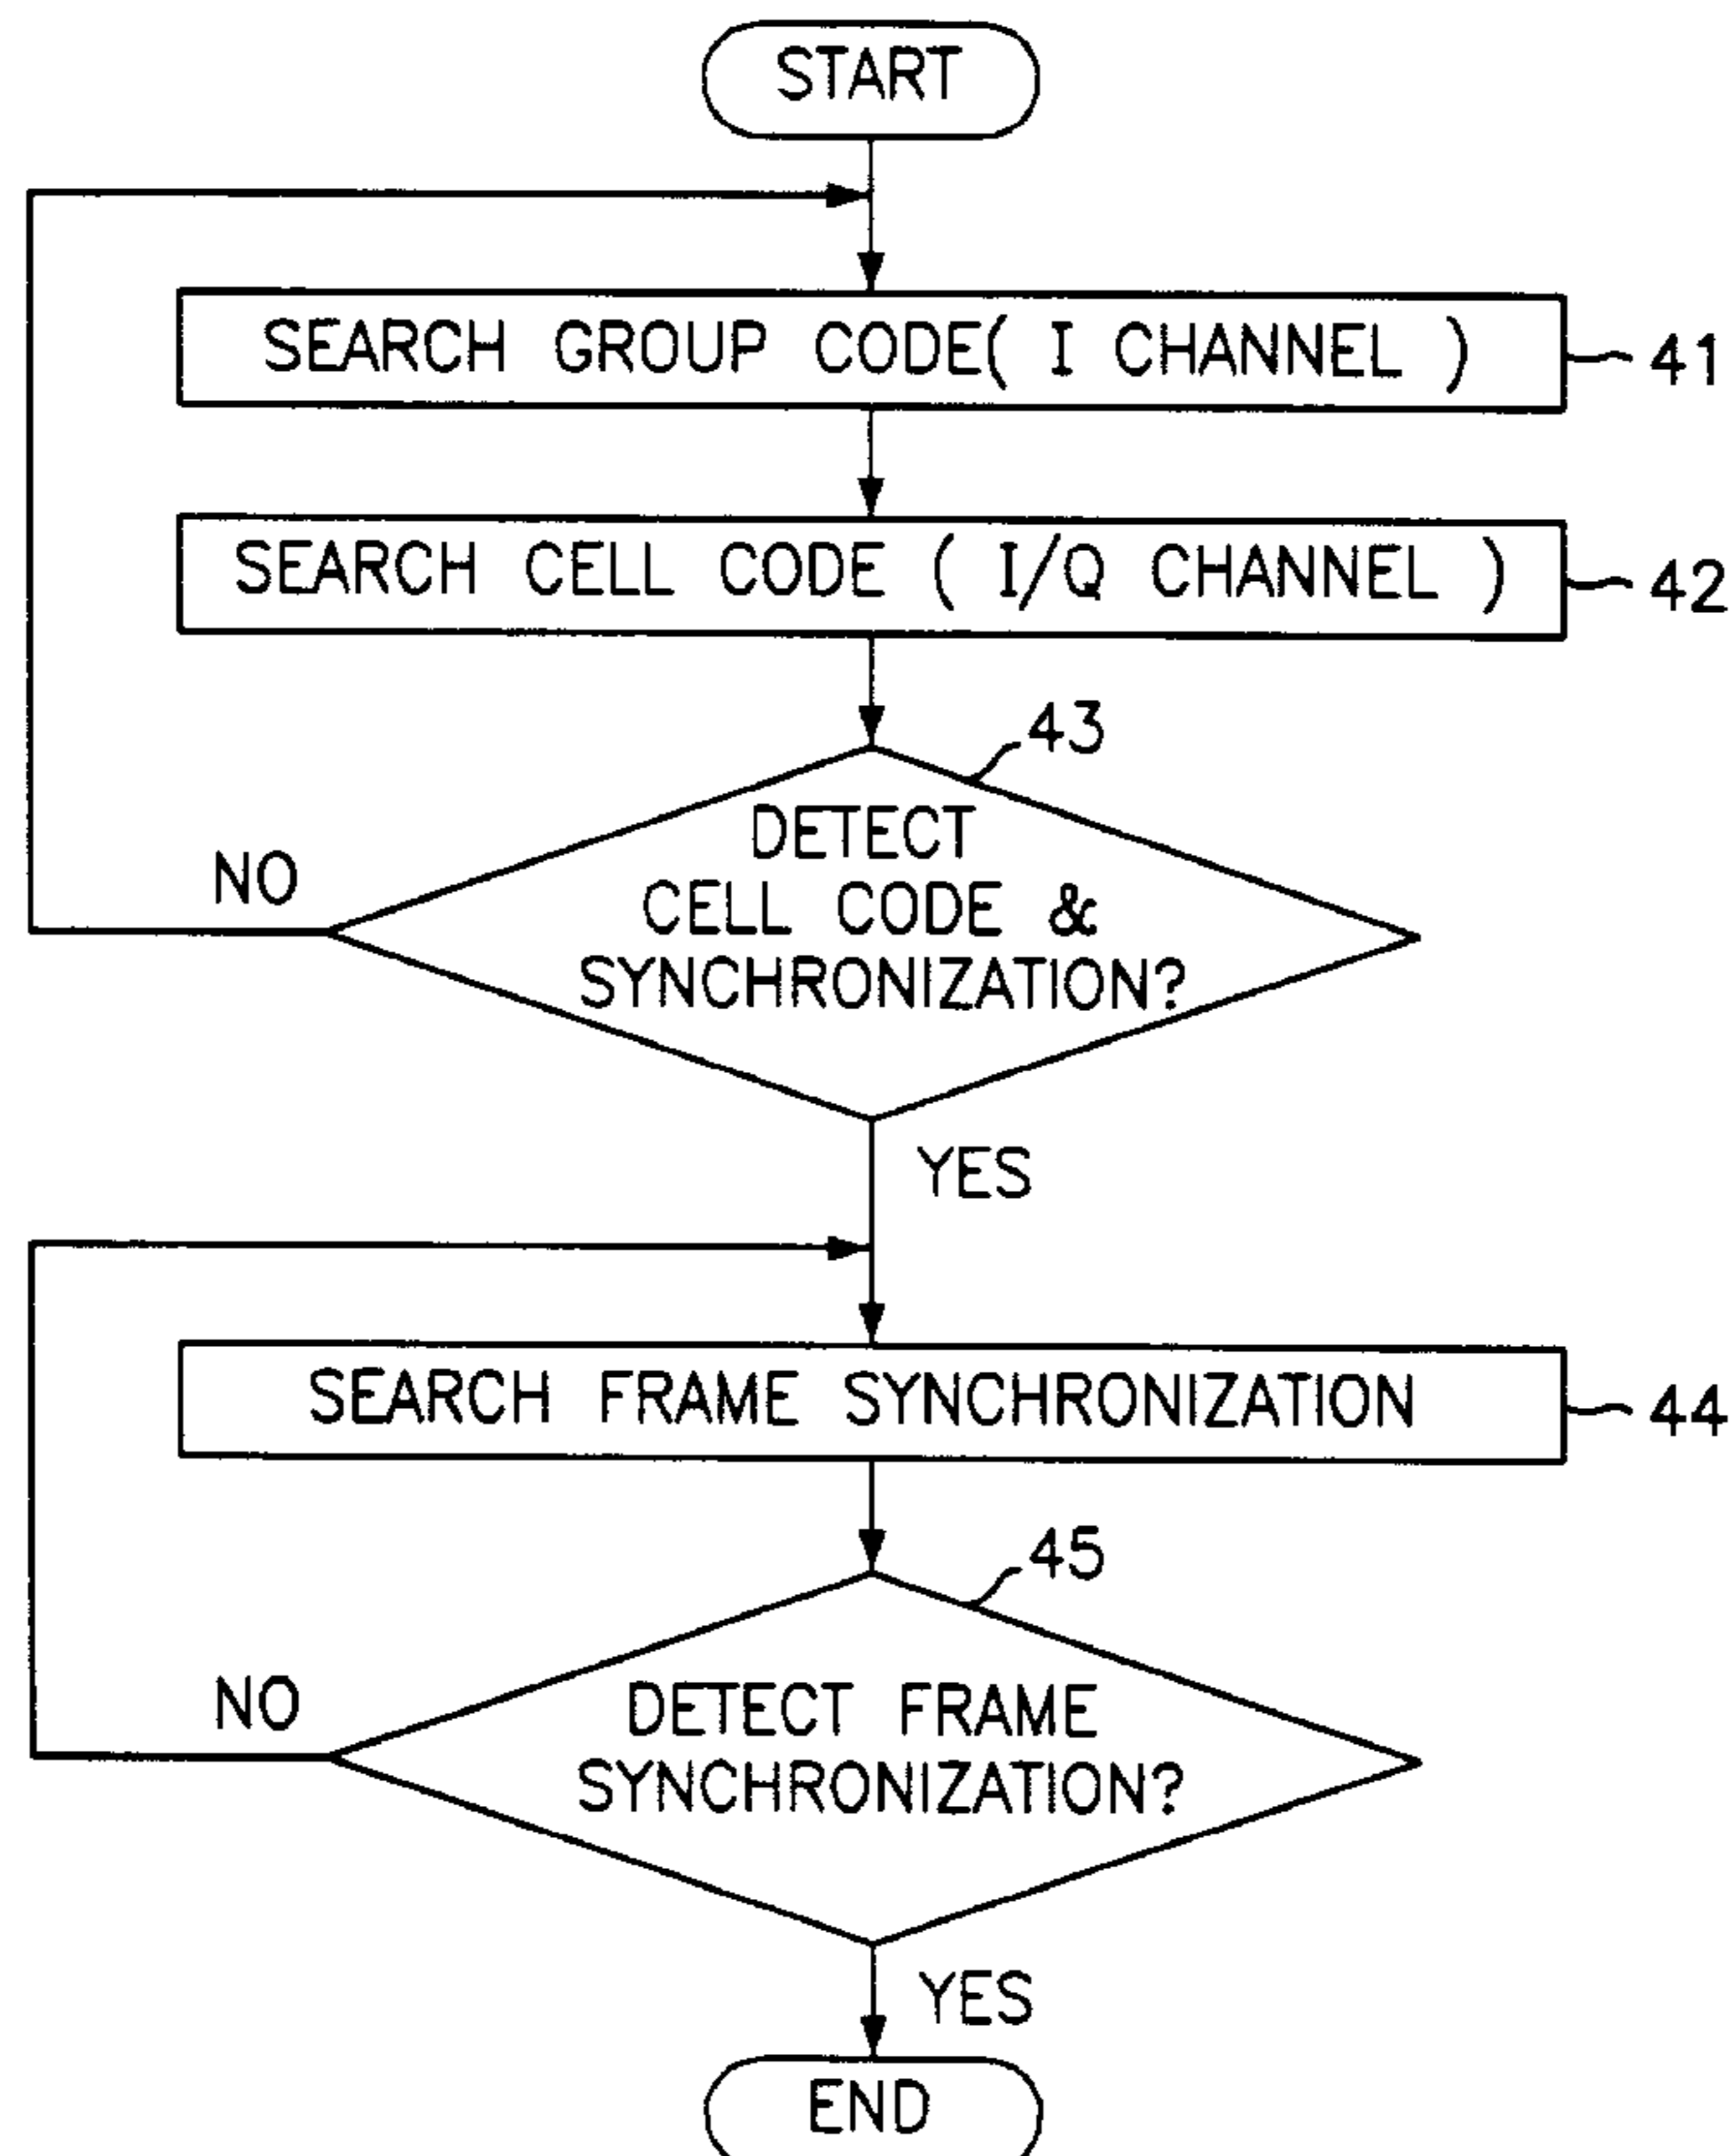 START
SEARCH GROUP CODE( I CHANNEL )
41
SEARCH CELL CODE ( I/Q CHANNEL )
42
43
DETECT
CELL CODE &
SYNCHRONIZATION?
NO
YES
SEARCH FRAME SYNCHRONIZATION
44
45
DETECT FRAME
SYNCHRONIZATION?
NO
YES
END